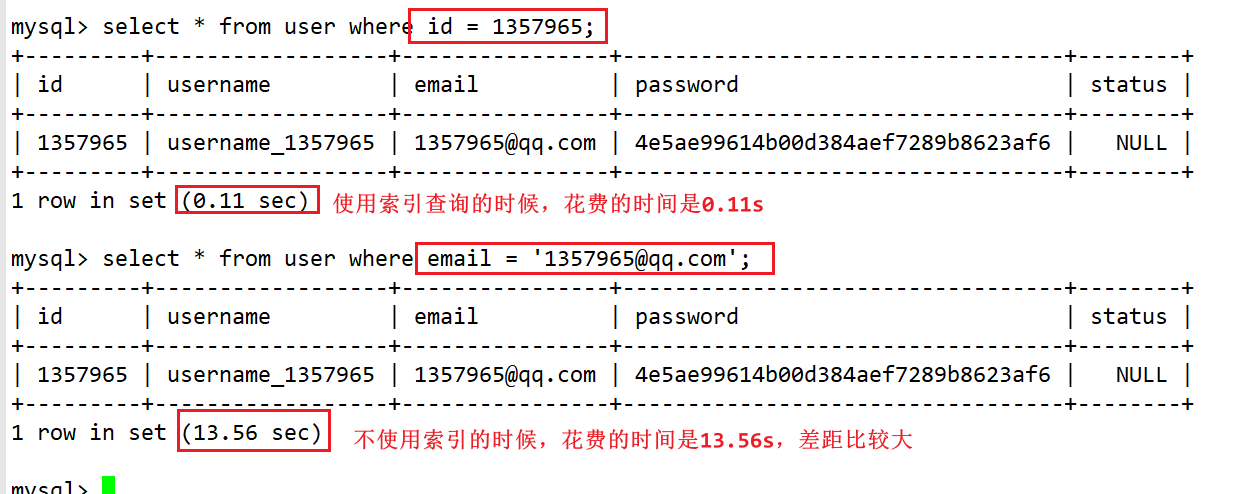 mysql> select * from user where id = 1357965;
+---------+------------------+----------------+----------------------------------+--------+
| id      | username         | email          | password                         | status |
+---------+------------------+----------------+----------------------------------+--------+
| 1357965 | username_1357965 | 1357965@qq.com | 4e5ae99614b00d384aef7289b8623af6 |   NULL |
+---------+------------------+----------------+----------------------------------+--------+
1 row in set (0.11 sec) 使用索引查询的时候，花费的时间是0.11s
mysql> select * from user where email = '1357965@qq.com';
+---------+------------------+----------------+----------------------------------+--------+
| id      | username         | email          | password                         | status |
+---------+------------------+----------------+----------------------------------+--------+
| 1357965 | username_1357965 | 1357965@qq.com | 4e5ae99614b00d384aef7289b8623af6 |   NULL |
+---------+------------------+----------------+----------------------------------+--------+
1 row in set (13.56 sec) 不使用索引的时候，花费的时间是13.56s，差距比较大
mysql>